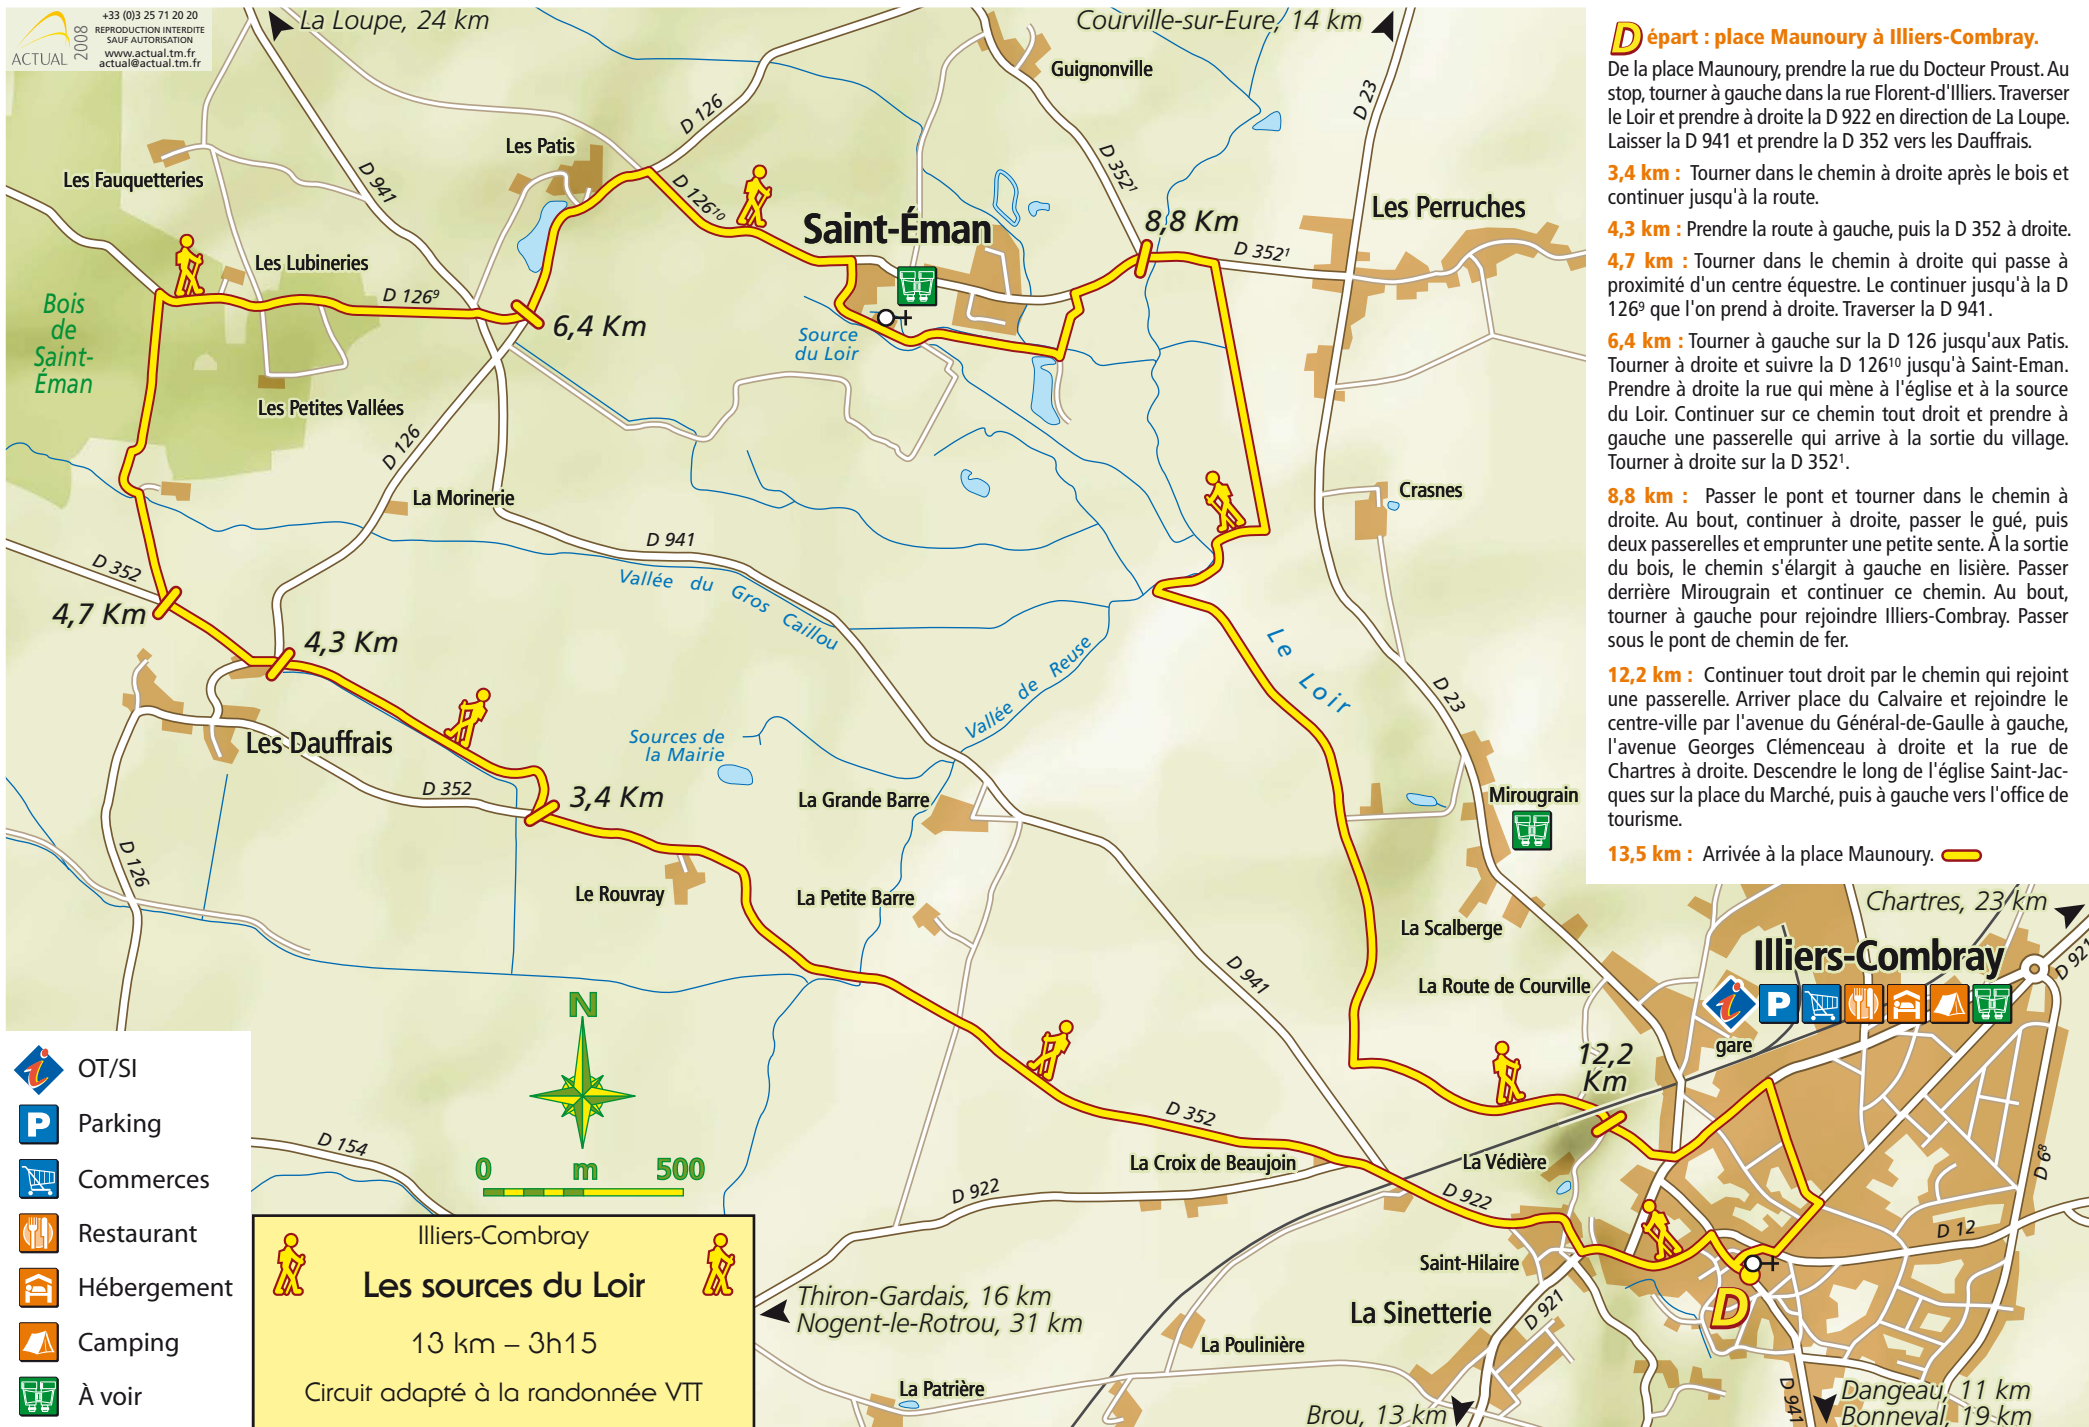 ACTUAL
2008
+33 (0)3 25 71 20 20
REPRODUCTION INTERDITE
SAUF AUTORISATION
www.actual.tm.fr
actual@actual.tm.fr
La Loupe, 24 km
Courville-sur-Eure, 14 km
Guignonville
D 23
D 126
Les Patis
D 352¹
Les Fauquetteries
D 941
D 126¹⁰
Saint-Éman
8,8 Km
Les Perruches
D 352¹
Les Lubineries
D 126⁹
Bois
de
Saint-
Éman
6,4 Km
Source
du Loir
Les Petites Vallées
D 126
La Morinerie
Crasnes
D 941
D 352
Vallée du Gros Caillou
4,7 Km
4,3 Km
Le Loir
Vallée de Reuse
D 23
Les Dauffrais
Sources de
la Mairie
D 352
3,4 Km
La Grande Barre
Mirougrain
D 126
Le Rouvray
La Petite Barre
La Scalberge
D 941
La Route de Courville
Illiers-Combray
Chartres, 23 km
D 921
P
gare
12,2
Km
D 352
La Croix de Beaujoin
La Védière
D 922
D 922
D 154
D 6⁸
D 12
Saint-Hilaire
D 921
La Sinetterie
D
Thiron-Gardais, 16 km
Nogent-le-Rotrou, 31 km
La Poulinière
La Patrière
Brou, 13 km
D 941
Dangeau, 11 km
Bonneval, 19 km
N
0 m 500
OT/SI
P Parking
Commerces
Restaurant
Hébergement
Camping
À voir
Illiers-Combray
Les sources du Loir
13 km – 3h15
Circuit adapté à la randonnée VTT
Départ : place Maunoury à Illiers-Combray.
De la place Maunoury, prendre la rue du Docteur Proust. Au
stop, tourner à gauche dans la rue Florent-d'Illiers. Traverser
le Loir et prendre à droite la D 922 en direction de La Loupe.
Laisser la D 941 et prendre la D 352 vers les Dauffrais.
3,4 km : Tourner dans le chemin à droite après le bois et
continuer jusqu'à la route.
4,3 km : Prendre la route à gauche, puis la D 352 à droite.
4,7 km : Tourner dans le chemin à droite qui passe à
proximité d'un centre équestre. Le continuer jusqu'à la D
126⁹ que l'on prend à droite. Traverser la D 941.
6,4 km : Tourner à gauche sur la D 126 jusqu'aux Patis.
Tourner à droite et suivre la D 126¹⁰ jusqu'à Saint-Eman.
Prendre à droite la rue qui mène à l'église et à la source
du Loir. Continuer sur ce chemin tout droit et prendre à
gauche une passerelle qui arrive à la sortie du village.
Tourner à droite sur la D 352¹.
8,8 km : Passer le pont et tourner dans le chemin à
droite. Au bout, continuer à droite, passer le gué, puis
deux passerelles et emprunter une petite sente. À la sortie
du bois, le chemin s'élargit à gauche en lisière. Passer
derrière Mirougrain et continuer ce chemin. Au bout,
tourner à gauche pour rejoindre Illiers-Combray. Passer
sous le pont de chemin de fer.
12,2 km : Continuer tout droit par le chemin qui rejoint
une passerelle. Arriver place du Calvaire et rejoindre le
centre-ville par l'avenue du Général-de-Gaulle à gauche,
l'avenue Georges Clémenceau à droite et la rue de
Chartres à droite. Descendre le long de l'église Saint-Jac-
ques sur la place du Marché, puis à gauche vers l'office de
tourisme.
13,5 km : Arrivée à la place Maunoury.